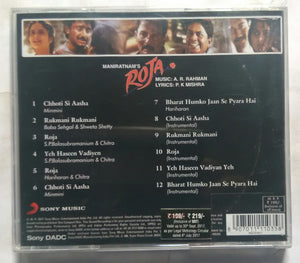 MANIRATNAM'S
ROJA
MUSIC: A. R. RAHMAN
LYRICS: P. K MISHRA
1 Chhoti Si Aasha
Minmini
2 Rukmani Rukmani
Baba Sehgal & Shweta Shetty
3 Roja
S.P.Balasubramanium & Chitra
4 Yeh Haseen Vadiyen
S.P.Balasubramanium & Chitra
5 Roja
Hariharan & Chitra
6 Chhoti Si Aasha
Minmini
7 Bharat Humko Jaan Se Pyara Hai
Hariharan
8 Chhoti Si Aasha
(Instrumental)
9 Rukmani Rukmani
(Instrumental)
10 Roja
(Instrumental)
11 Yeh Haseen Vadiyan Yeh
(Instrumental)
12 Bharat Humko Jaan Se Pyara Hai
(Instrumental)
SONY MUSIC
Sony DADC